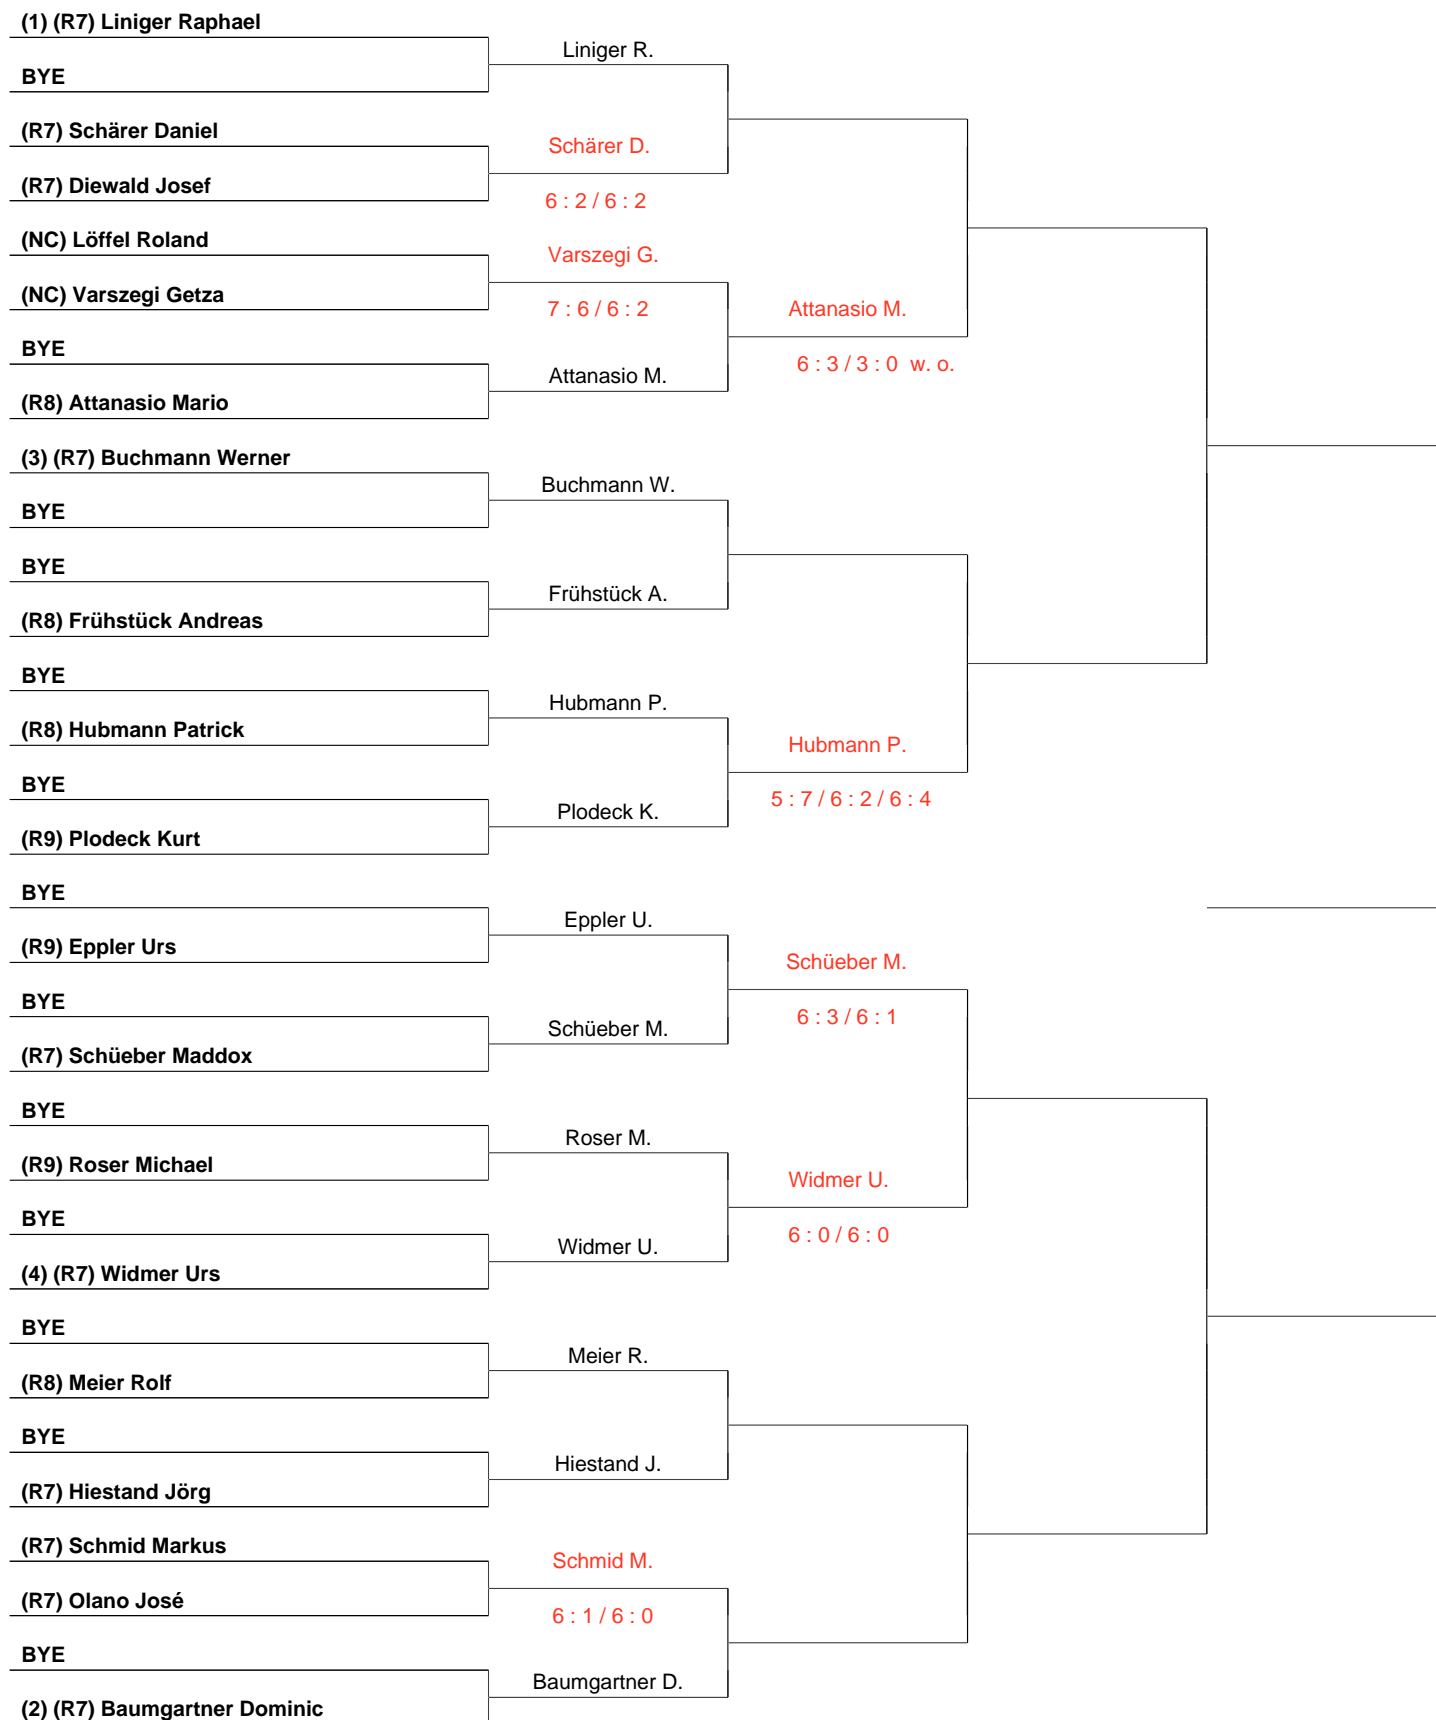 (1) (R7) Liniger Raphael
Liniger R.
BYE
(R7) Schärer Daniel
Schärer D.
(R7) Diewald Josef
6 : 2 / 6 : 2
(NC) Löffel Roland
Varszegi G.
(NC) Varszegi Getza
7 : 6 / 6 : 2
Attanasio M.
BYE
6 : 3 / 3 : 0 w. o.
Attanasio M.
(R8) Attanasio Mario
(3) (R7) Buchmann Werner
Buchmann W.
BYE
BYE
Frühstück A.
(R8) Frühstück Andreas
BYE
Hubmann P.
(R8) Hubmann Patrick
Hubmann P.
BYE
5 : 7 / 6 : 2 / 6 : 4
Plodeck K.
(R9) Plodeck Kurt
BYE
Eppler U.
(R9) Eppler Urs
Schüeber M.
BYE
6 : 3 / 6 : 1
Schüeber M.
(R7) Schüeber Maddox
BYE
Roser M.
(R9) Roser Michael
Widmer U.
BYE
6 : 0 / 6 : 0
Widmer U.
(4) (R7) Widmer Urs
BYE
Meier R.
(R8) Meier Rolf
BYE
Hiestand J.
(R7) Hiestand Jörg
(R7) Schmid Markus
Schmid M.
(R7) Olano José
6 : 1 / 6 : 0
BYE
Baumgartner D.
(2) (R7) Baumgartner Dominic